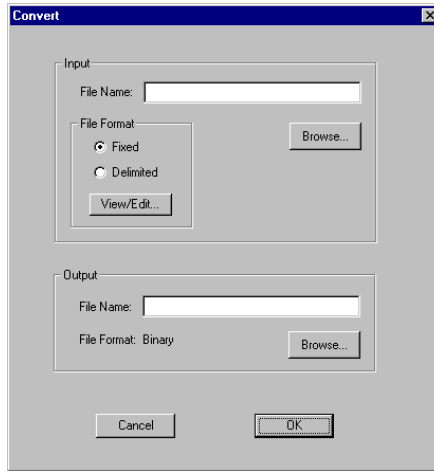 Convert
Input
File Name:
File Format
Fixed
Browse...
Delimited
View/Edit...
Output
File Name:
File Format: Binary
Browse...
Cancel
OK